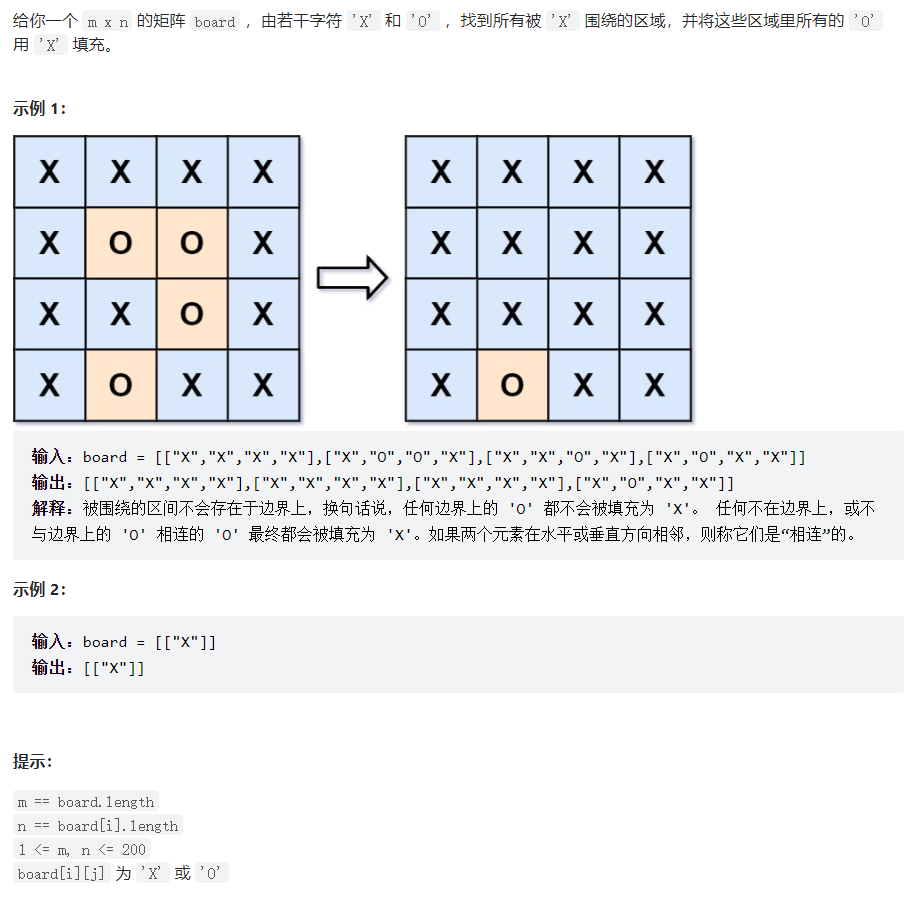 给你一个 m x n 的矩阵 board ，由若干字符 'X' 和 'O' ，找到所有被 'X' 围绕的区域，并将这些区域里所有的 'O'
用 'X' 填充。
示例 1：
X X X X X X X X
X O O X X X X X
X X O X X X X X
X O X X X O X X
输入：board = [["X","X","X","X"],["X","O","O","X"],["X","X","O","X"],["X","O","X","X"]]
输出：[["X","X","X","X"],["X","X","X","X"],["X","X","X","X"],["X","O","X","X"]]
解释：被围绕的区间不会存在于边界上，换句话说，任何边界上的 'O' 都不会被填充为 'X'。 任何不在边界上，或不
与边界上的 'O' 相连的 'O' 最终都会被填充为 'X'。如果两个元素在水平或垂直方向相邻，则称它们是“相连”的。
示例 2：
输入：board = [["X"]]
输出：[["X"]]
提示：
m == board.length
n == board[i].length
1 <= m, n <= 200
board[i][j] 为 'X' 或 'O'